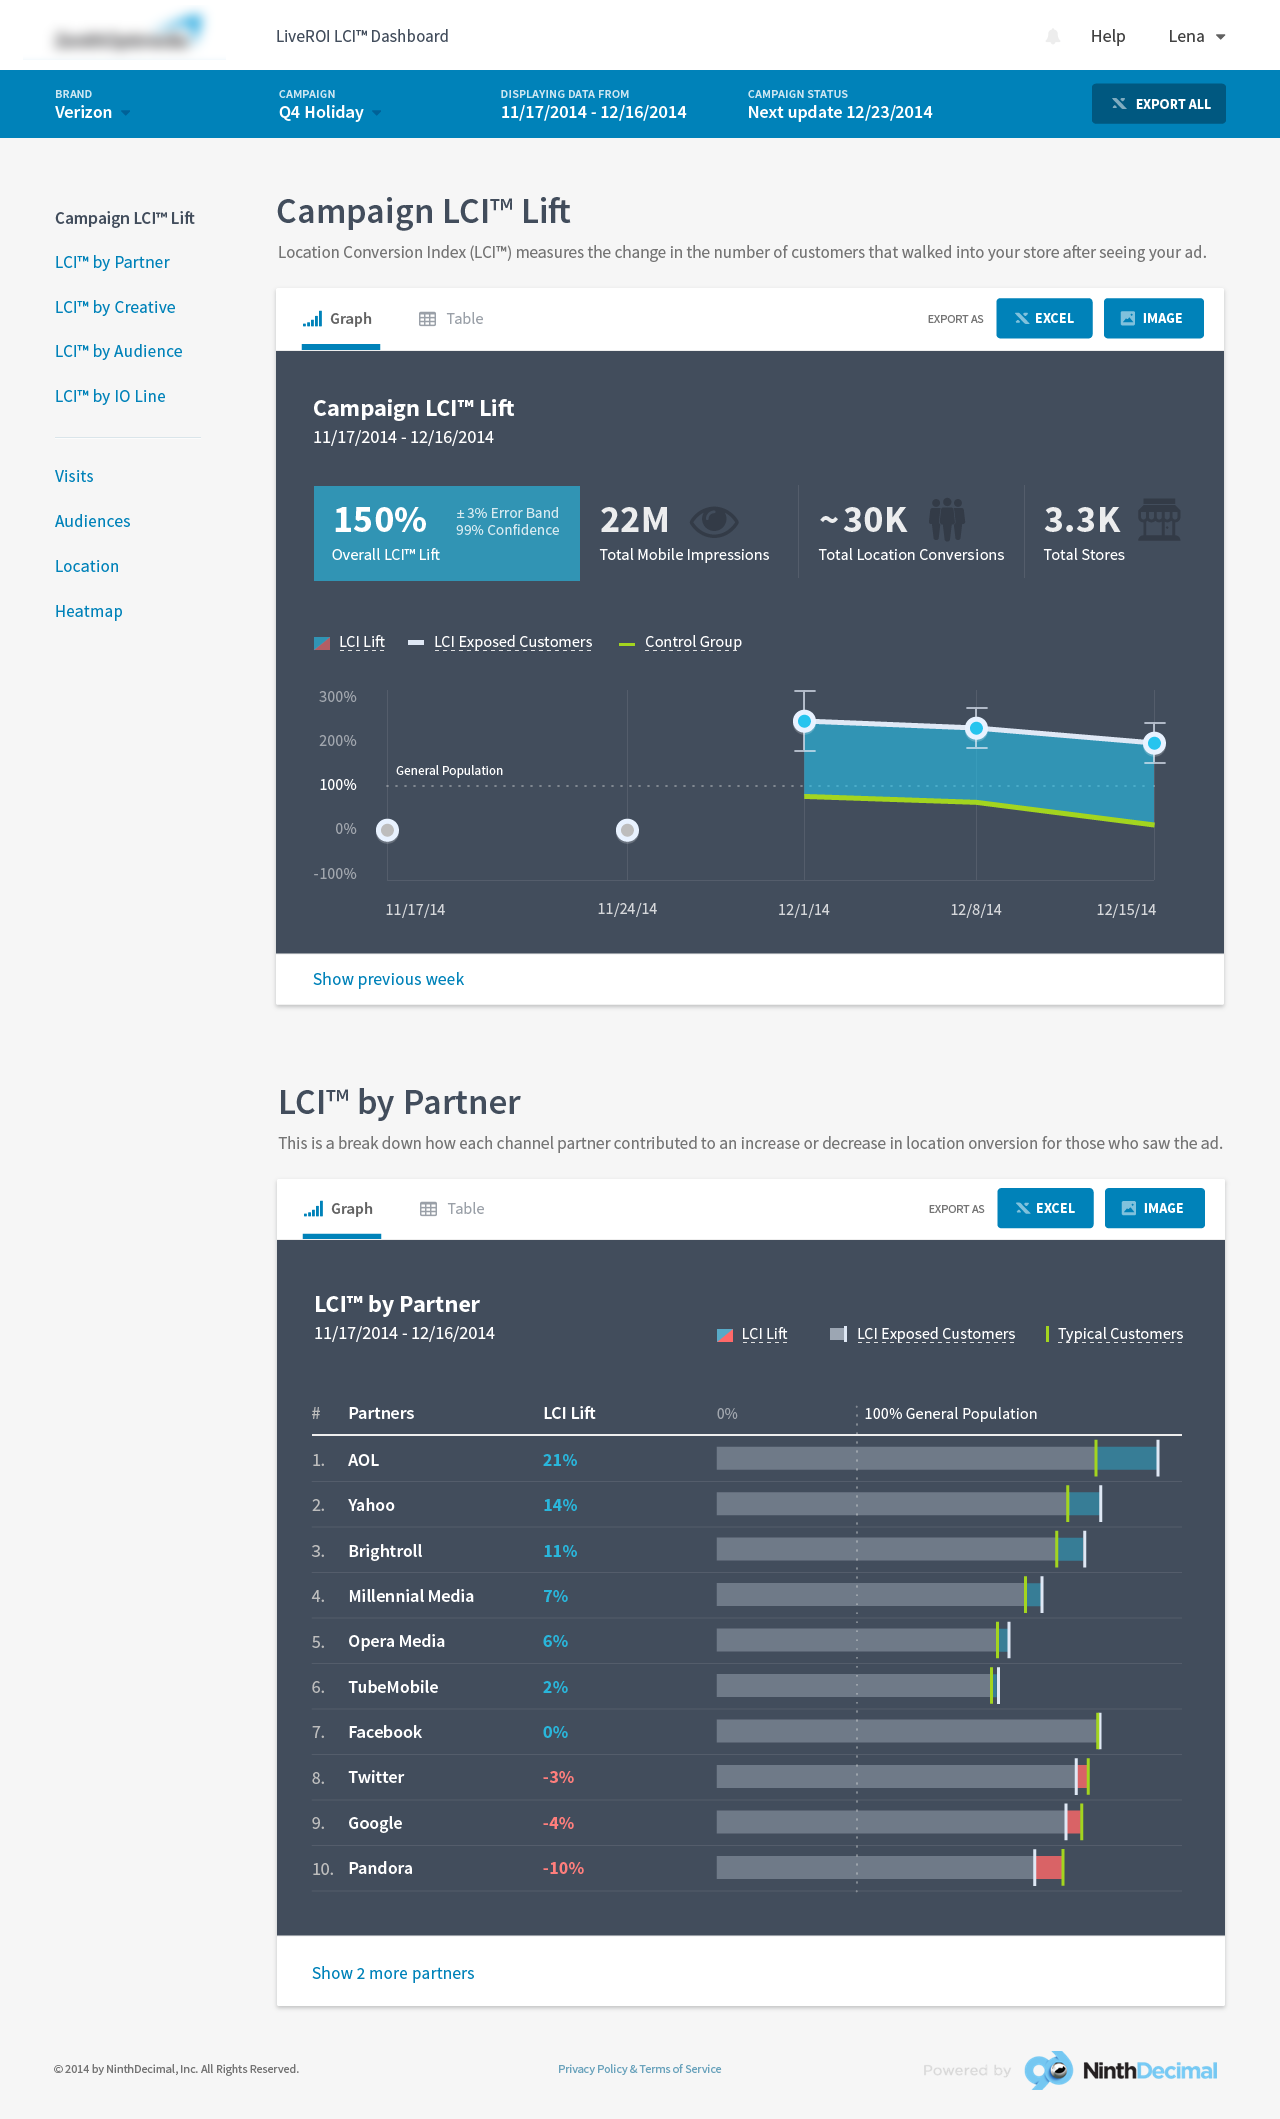 LiveROI LCI™ Dashboard
Help
Lena
BRAND
Verizon
CAMPAIGN
Q4 Holiday
DISPLAYING DATA FROM
11/17/2014 - 12/16/2014
CAMPAIGN STATUS
Next update 12/23/2014
EXPORT ALL
Campaign LCI™ Lift
LCI™ by Partner
LCI™ by Creative
LCI™ by Audience
LCI™ by IO Line
Visits
Audiences
Location
Heatmap
Campaign LCI™ Lift
Location Conversion Index (LCI™) measures the change in the number of customers that walked into your store after seeing your ad.
Graph
Table
EXPORT AS
EXCEL
IMAGE
Campaign LCI™ Lift
11/17/2014 - 12/16/2014
150%
± 3% Error Band
99% Confidence
Overall LCI™ Lift
22M
Total Mobile Impressions
~ 30K
Total Location Conversions
3.3K
Total Stores
LCI Lift
LCI Exposed Customers
Control Group
300%
200%
100%
0%
-100%
General Population
11/17/14
11/24/14
12/1/14
12/8/14
12/15/14
Show previous week
LCI™ by Partner
This is a break down how each channel partner contributed to an increase or decrease in location onversion for those who saw the ad.
Graph
Table
EXPORT AS
EXCEL
IMAGE
LCI™ by Partner
11/17/2014 - 12/16/2014
LCI Lift
LCI Exposed Customers
Typical Customers
# Partners LCI Lift 0% 100% General Population
1. AOL 21%
2. Yahoo 14%
3. Brightroll 11%
4. Millennial Media 7%
5. Opera Media 6%
6. TubeMobile 2%
7. Facebook 0%
8. Twitter -3%
9. Google -4%
10. Pandora -10%
Show 2 more partners
© 2014 by NinthDecimal, Inc. All Rights Reserved.
Privacy Policy & Terms of Service
Powered by
NinthDecimal